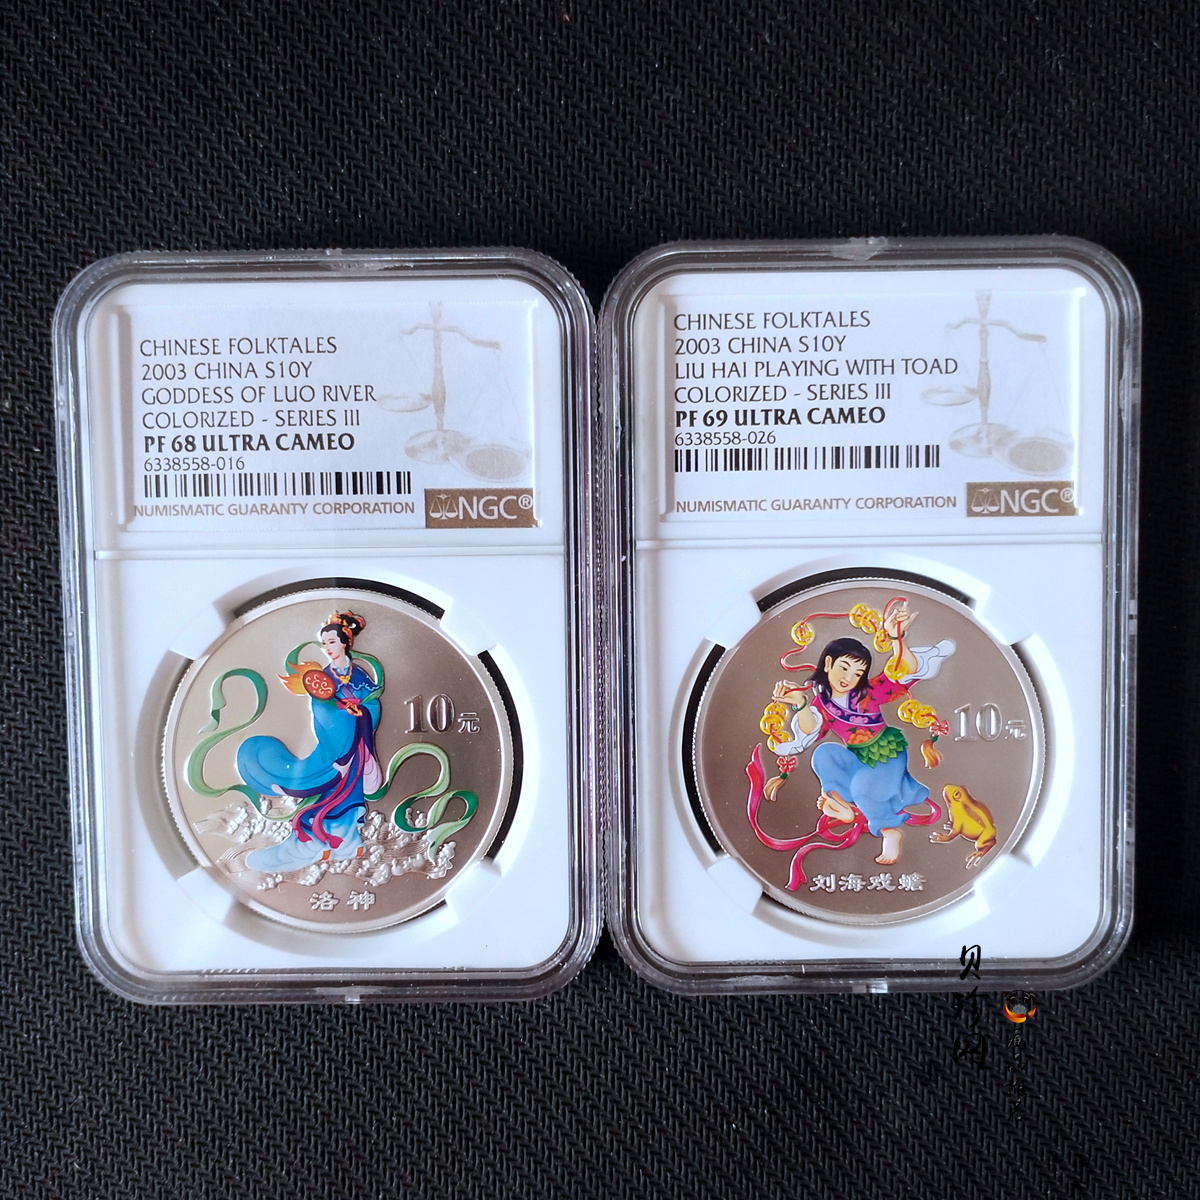 CHINESE FOLKTALES
2003 CHINA S10Y
GODDESS OF LUO RIVER
COLORIZED - SERIES III
PF 68 ULTRA CAMEO
6338558-016
NUMISMATIC GUARANTY CORPORATION
NGC®
10元
洛神
CHINESE FOLKTALES
2003 CHINA S10Y
LIU HAI PLAYING WITH TOAD
COLORIZED - SERIES III
PF 69 ULTRA CAMEO
6338558-026
NUMISMATIC GUARANTY CORPORATION
NGC®
10元
刘海戏蟾
贝珍网